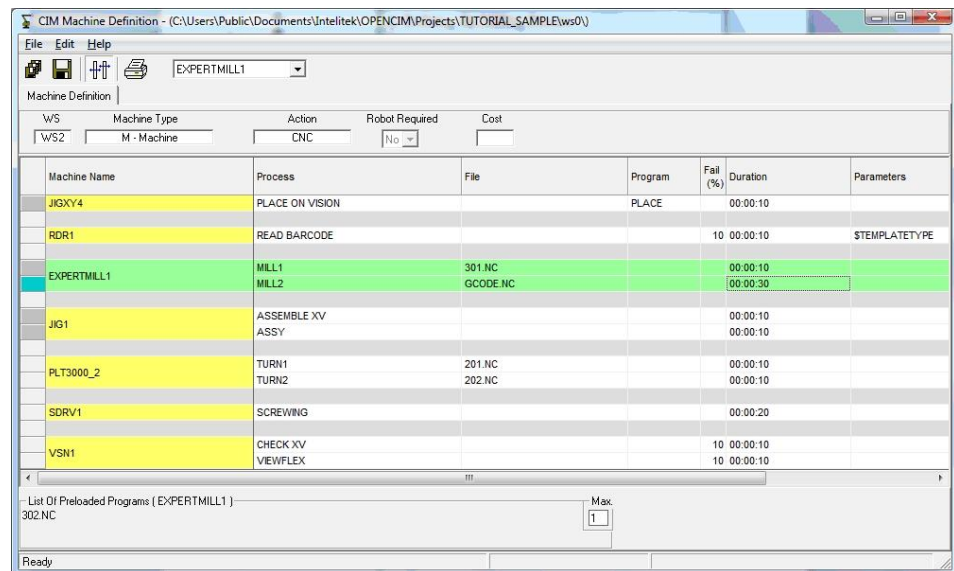 CIM Machine Definition - (C:\Users\Public\Documents\Intelitek\OPENCIM\Projects\TUTORIAL_SAMPLE\ws0\)
File Edit Help
EXPERTMILL1
Machine Definition
WS Machine Type Action Robot Required Cost
WS2 M - Machine CNC No
Machine Name Process File Program Fail (%) Duration Parameters
JIGXY4 PLACE ON VISION PLACE 00:00:10
RDR1 READ BARCODE 10 00:00:10 $TEMPLATETYPE
EXPERTMILL1 MILL1 301.NC 00:00:10
MILL2 GCODE.NC 00:00:30
JIG1 ASSEMBLE XV 00:00:10
ASSY 00:00:10
PLT3000_2 TURN1 201.NC 00:00:10
TURN2 202.NC 00:00:10
SDRV1 SCREWING 00:00:20
VSN1 CHECK XV 10 00:00:10
VIEWFLEX 10 00:00:10
List Of Preloaded Programs ( EXPERTMILL1 ) Max.
302.NC 1
Ready